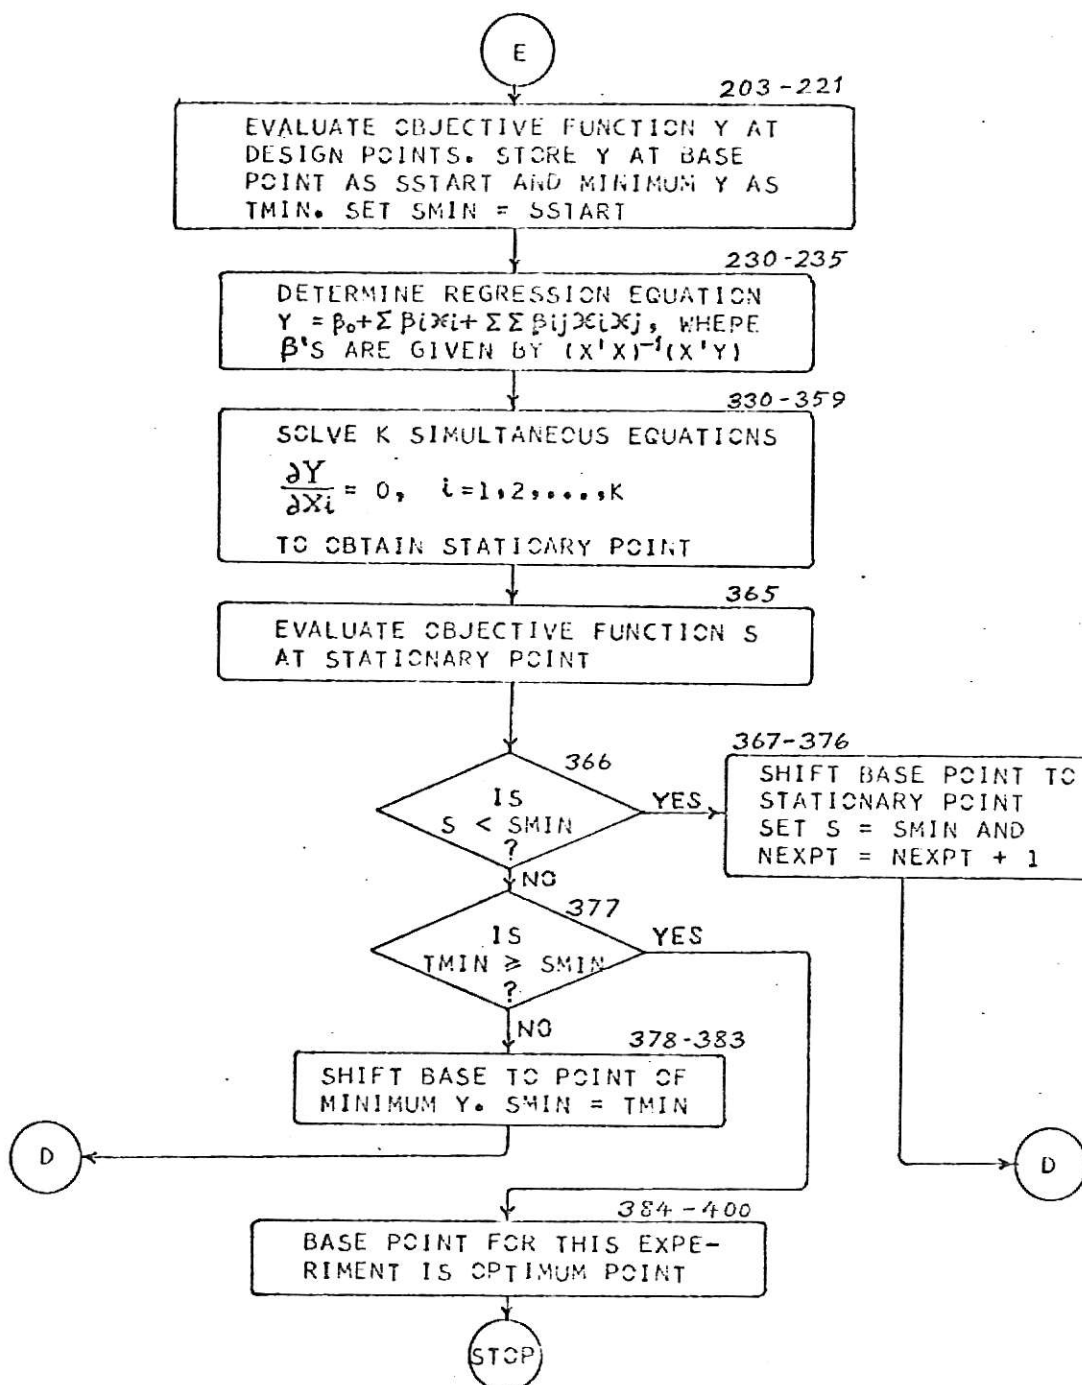 E
203-221
EVALUATE OBJECTIVE FUNCTION Y AT
DESIGN POINTS. STORE Y AT BASE
POINT AS SSTART AND MINIMUM Y AS
TMIN. SET SMIN = SSTART
230-235
DETERMINE REGRESSION EQUATION
Y = β₀+Σ βixi+ΣΣ βijxixj, WHERE
β'S ARE GIVEN BY (X'X)⁻¹(X'Y)
330-359
SOLVE K SIMULTANEOUS EQUATIONS
∂Y/∂Xi = 0, i=1,2,...,K
TO OBTAIN STATICARY POINT
365
EVALUATE OBJECTIVE FUNCTION S
AT STATIONARY POINT
366
IS
S < SMIN
?
YES
367-376
SHIFT BASE POINT TO
STATIONARY POINT
SET S = SMIN AND
NEXPT = NEXPT + 1
NO
377
IS
TMIN ≥ SMIN
?
YES
NO
378-383
SHIFT BASE TO POINT OF
MINIMUM Y. SMIN = TMIN
D
D
384-400
BASE POINT FOR THIS EXPE-
RIMENT IS OPTIMUM POINT
STOP